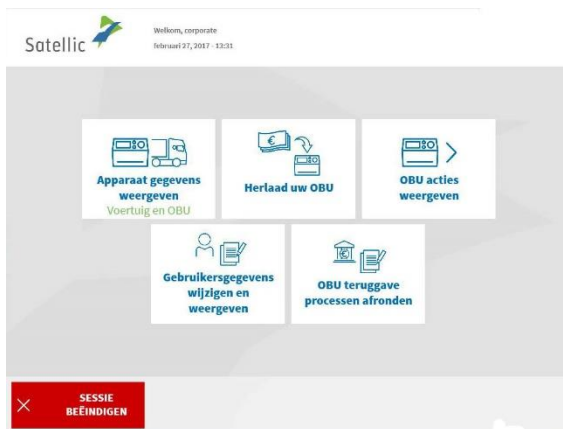 Satellic
Welkom, corporate
februari 27, 2017 - 13:31
Apparaat gegevens
weergeven
Voertuig en OBU
Herlaad uw OBU
OBU acties
weergeven
Gebruikersgegevens
wijzigen en
weergeven
OBU teruggave
processen afronden
SESSIE
BEËINDIGEN